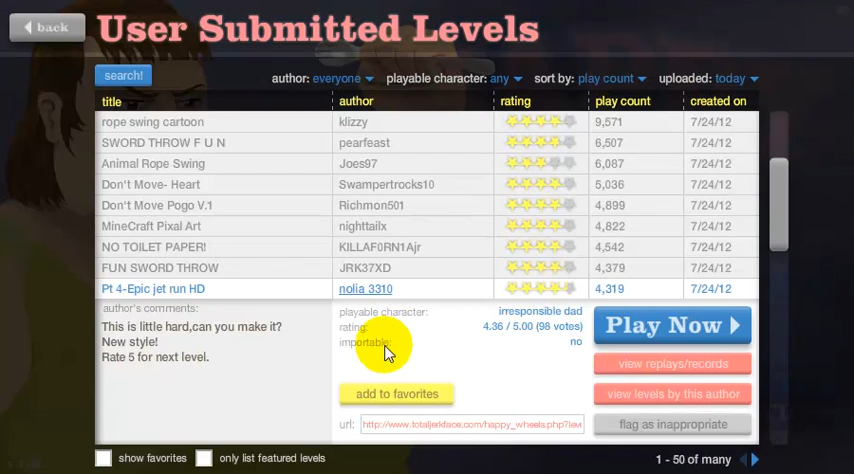 back
User Submitted Levels
search!
author: everyone playable character: any sort by: play count uploaded: today
title author rating play count created on
rope swing cartoon klizzy 9,571 7/24/12
SWORD THROW F U N pearfeast 6,507 7/24/12
Animal Rope Swing Joes97 6,087 7/24/12
Don't Move- Heart Swampertrocks10 5,036 7/24/12
Don't Move Pogo V.1 Richmon501 4,899 7/24/12
MineCraft Pixal Art nighttailx 4,822 7/24/12
NO TOILET PAPER! KILLAF0RN1Ajr 4,542 7/24/12
FUN SWORD THROW JRK37XD 4,379 7/24/12
Pt 4-Epic jet run HD nolia 3310 4,319 7/24/12
author's comments:
This is little hard,can you make it?
New style!
Rate 5 for next level.
playable character: irresponsible dad
rating: 4.36 / 5.00 (98 votes)
importable: no
add to favorites
url: http://www.totaljerkface.com/happy_wheels.php?lev
Play Now
view replays/records
view levels by this author
flag as inappropriate
show favorites only list featured levels
1 - 50 of many